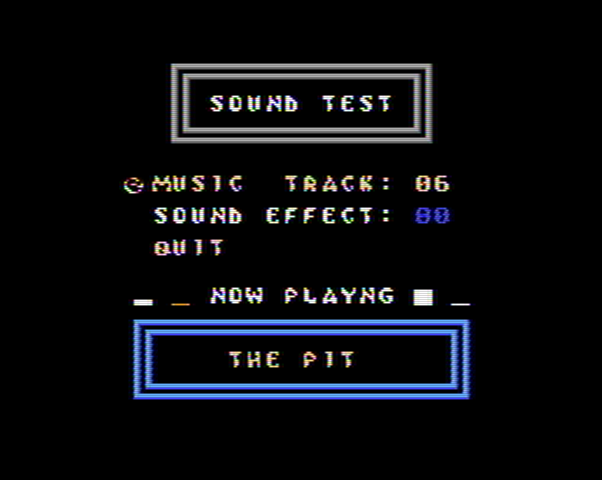 SOUND TEST
MUSIC TRACK: 06
SOUND EFFECT: 00
QUIT
NOW PLAYNG
THE PIT